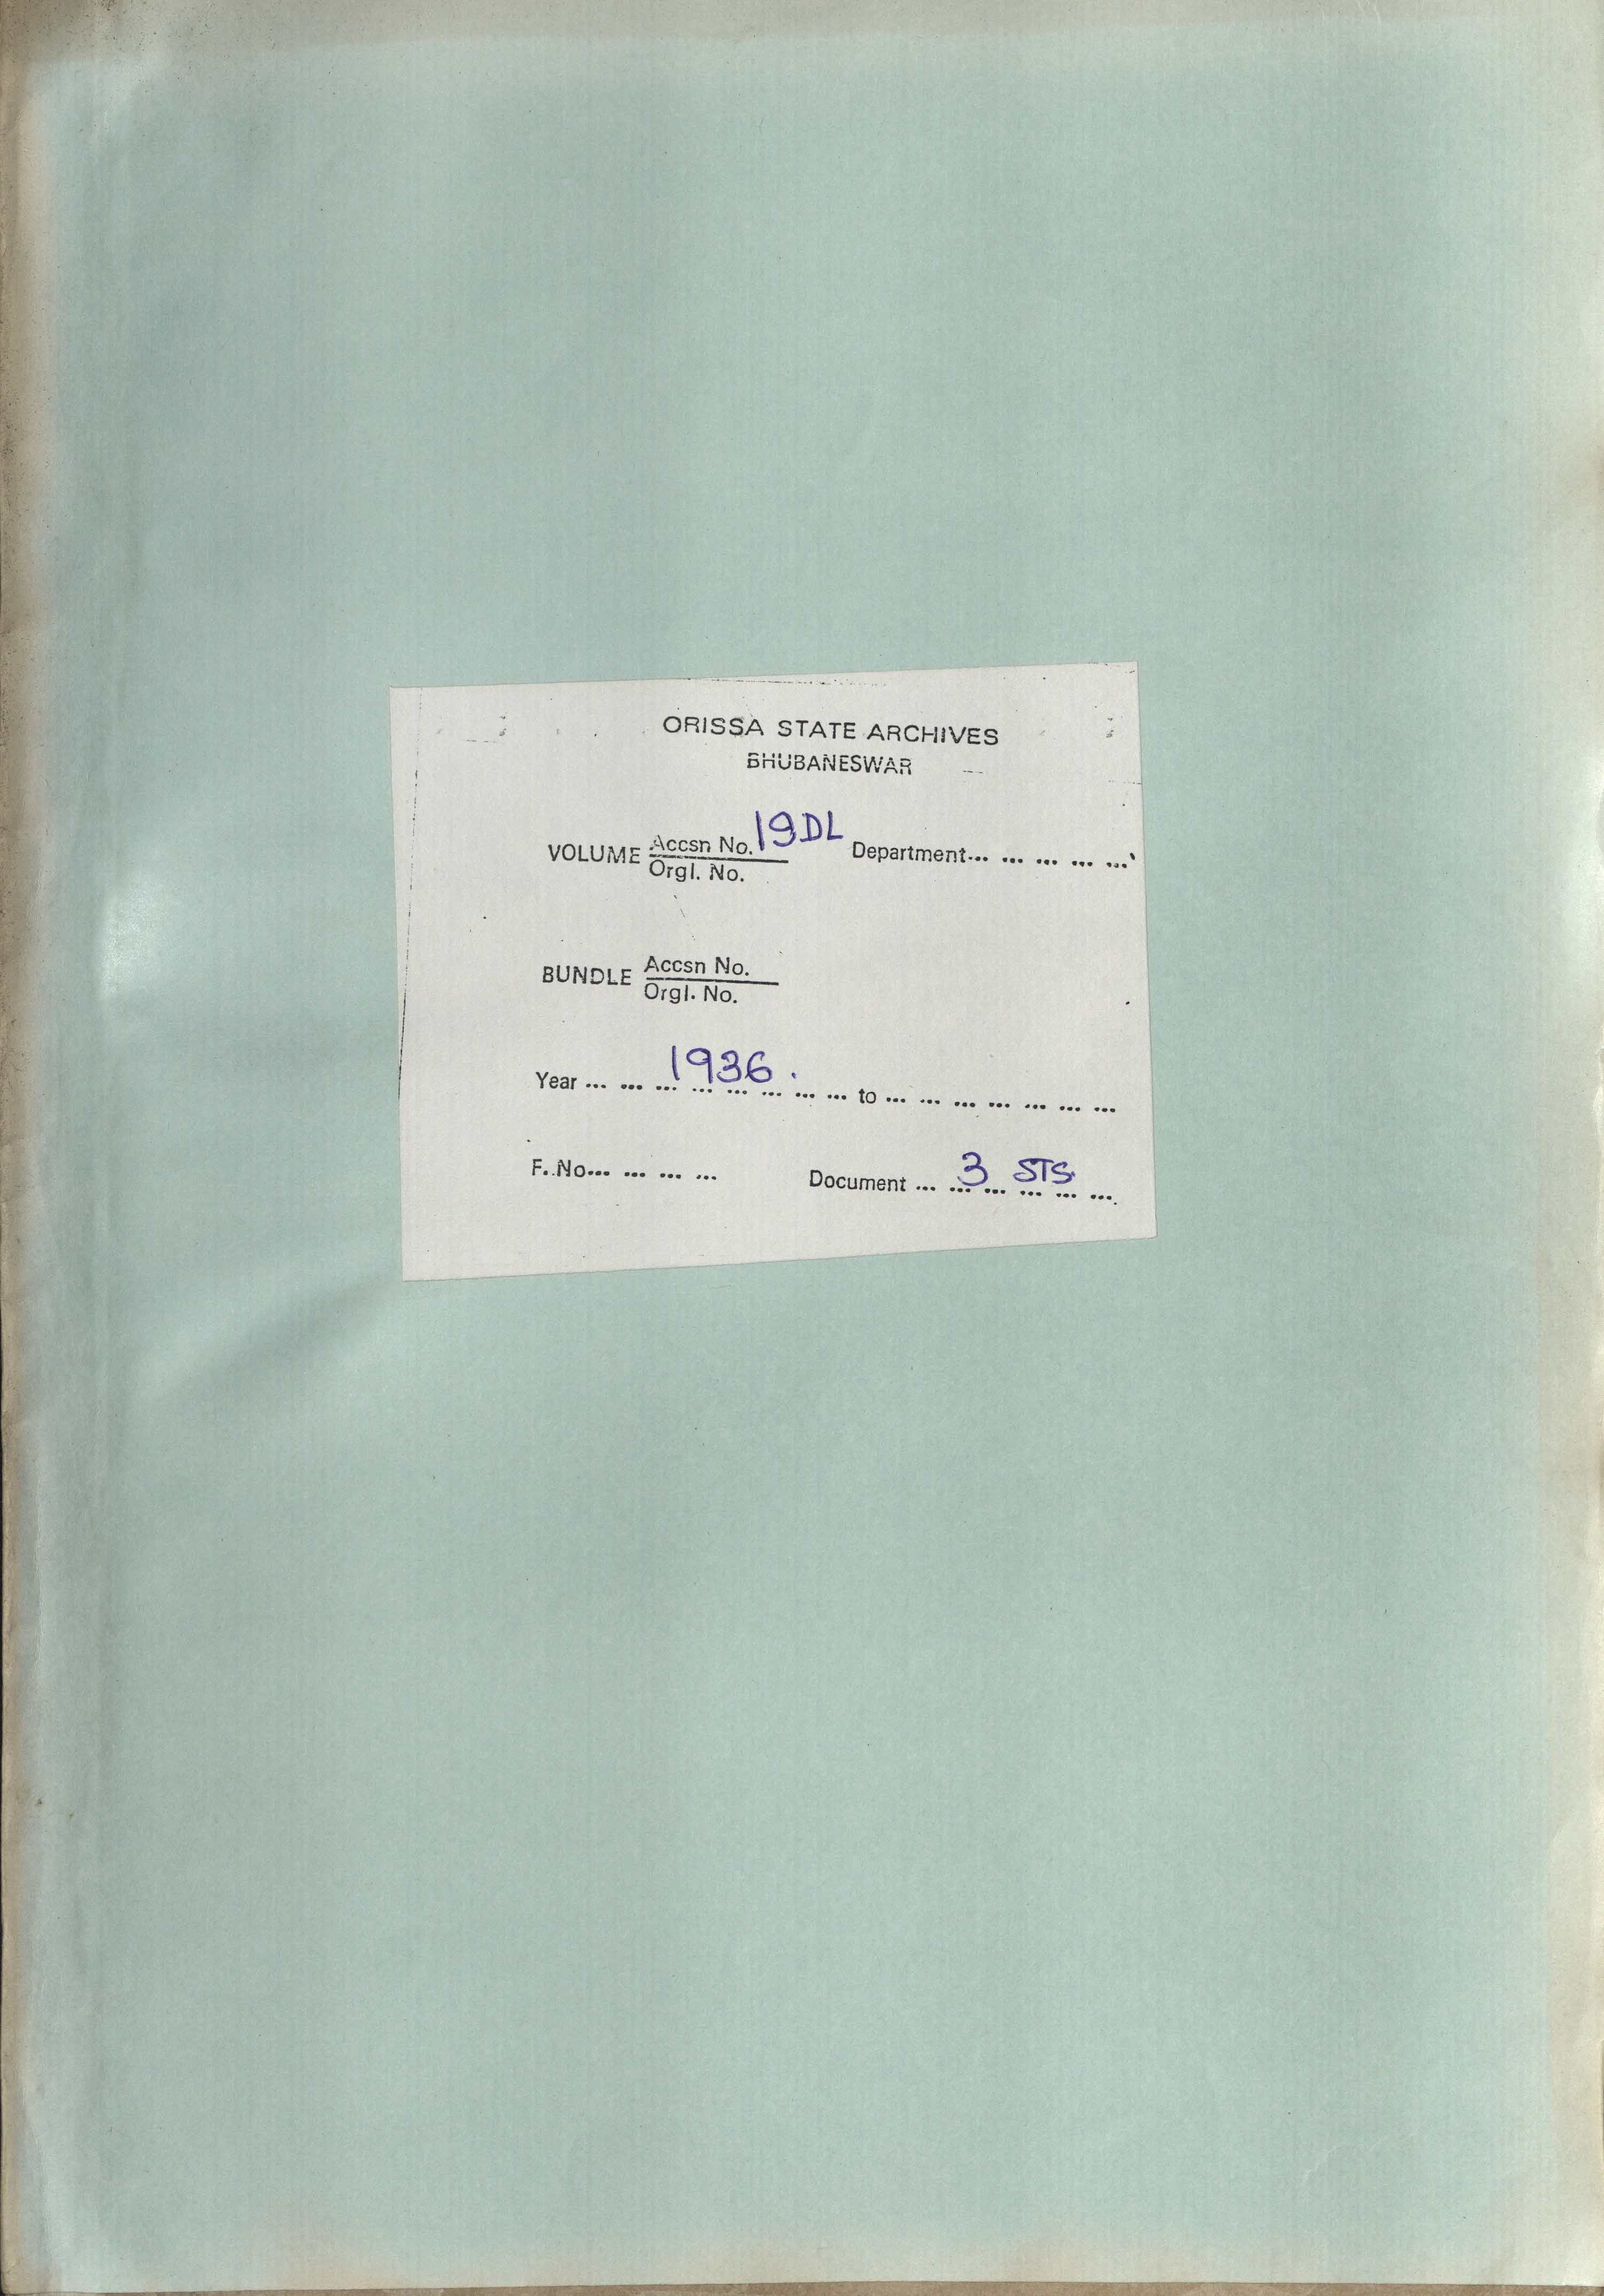 ORISSA STATE ARCHIVES
BHUBANESWAR
VOLUME Accsn No. 19DL Department... ... ... ... ...
Orgl. No.
BUNDLE Accsn No.
Orgl. No.
Year ... ... ... 1936. ... ... ... ... ... to ... ... ... ... ... ... ...
F. No... ... ... ... Document ... ... 3 STS. ... ... ... ...